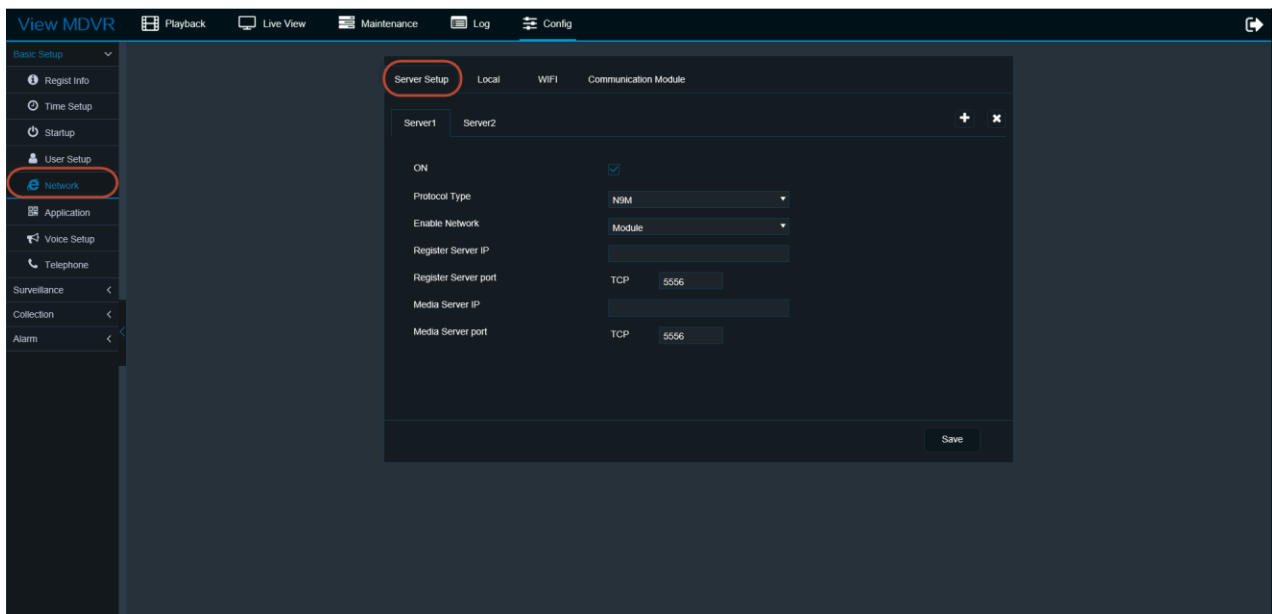 View MDVR Playback Live View Maintenance Log Config
Basic Setup
Regist Info
Time Setup
Startup
User Setup
Network
Application
Voice Setup
Telephone
Surveillance
Collection
Alarm
Server Setup Local WIFI Communication Module
Server1 Server2
ON
Protocol Type N9M
Enable Network Module
Register Server IP
Register Server port TCP 5556
Media Server IP
Media Server port TCP 5556
Save